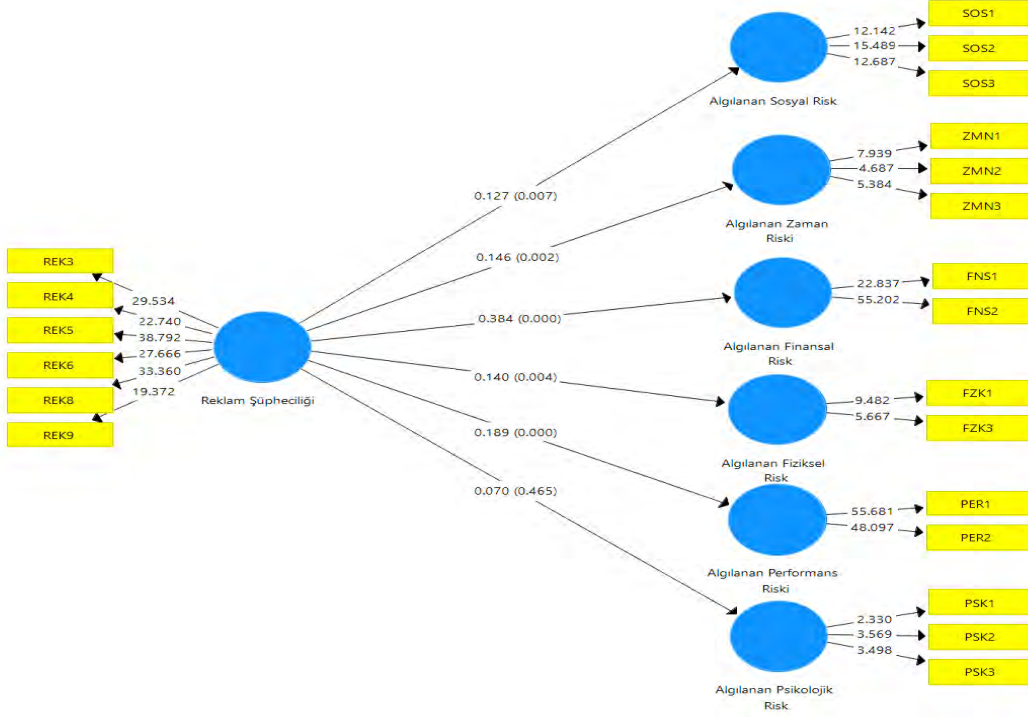 REK3
REK4
REK5
REK6
REK8
REK9
29.534
22.740
38.792
27.666
33.360
19.372
Reklam Şüpheciliği
0.127 (0.007)
0.146 (0.002)
0.384 (0.000)
0.140 (0.004)
0.189 (0.000)
0.070 (0.465)
Algılanan Sosyal Risk
12.142
15.489
12.687
SOS1
SOS2
SOS3
Algılanan Zaman
Riski
7.939
4.687
5.384
ZMN1
ZMN2
ZMN3
Algılanan Finansal
Risk
22.837
55.202
FNS1
FNS2
Algılanan Fiziksel
Risk
9.482
5.667
FZK1
FZK3
Algılanan Performans
Riski
55.681
48.097
PER1
PER2
Algılanan Psikolojik
Risk
2.330
3.569
3.498
PSK1
PSK2
PSK3